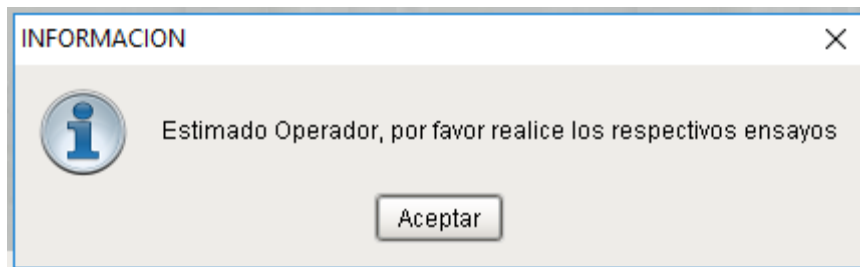 INFORMACION
Estimado Operador, por favor realice los respectivos ensayos
Aceptar